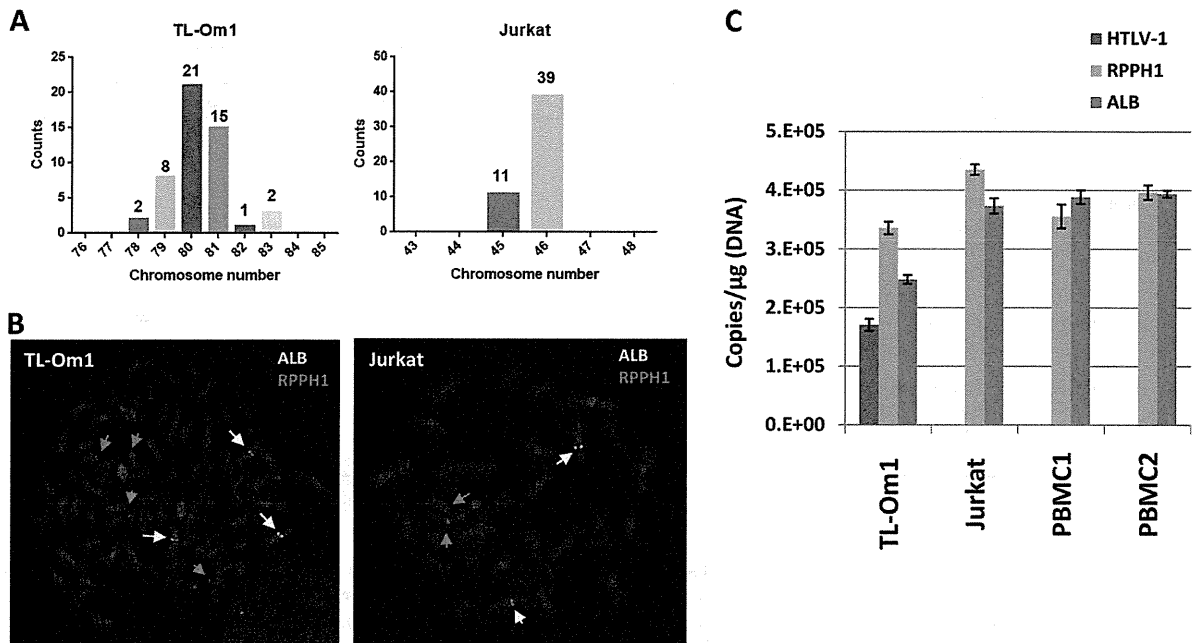 A
TL-Om1
Counts
25
20
15
10
5
0
2
8
21
15
1
2
76
77
78
79
80
81
82
83
84
85
Chromosome number
Jurkat
Counts
50
40
30
20
10
0
11
39
43
44
45
46
47
48
Chromosome number
B
TL-Om1
ALB
RPPH1
Jurkat
ALB
RPPH1
C
HTLV-1
RPPH1
ALB
Copies/μg (DNA)
5.E+05
4.E+05
3.E+05
2.E+05
1.E+05
0.E+00
TL-Om1
Jurkat
PBMC1
PBMC2